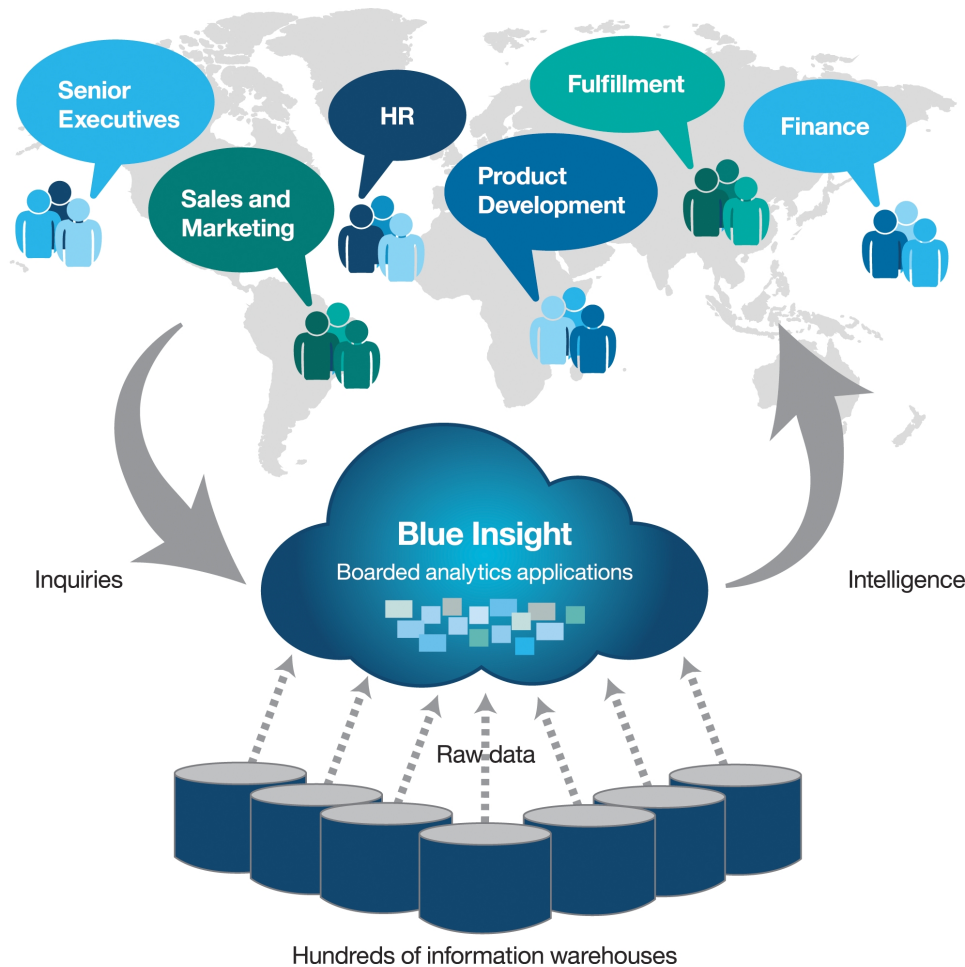 Senior
Executives
HR
Fulfillment
Finance
Sales and
Marketing
Product
Development
Inquiries
Blue Insight
Boarded analytics applications
Intelligence
Raw data
Hundreds of information warehouses